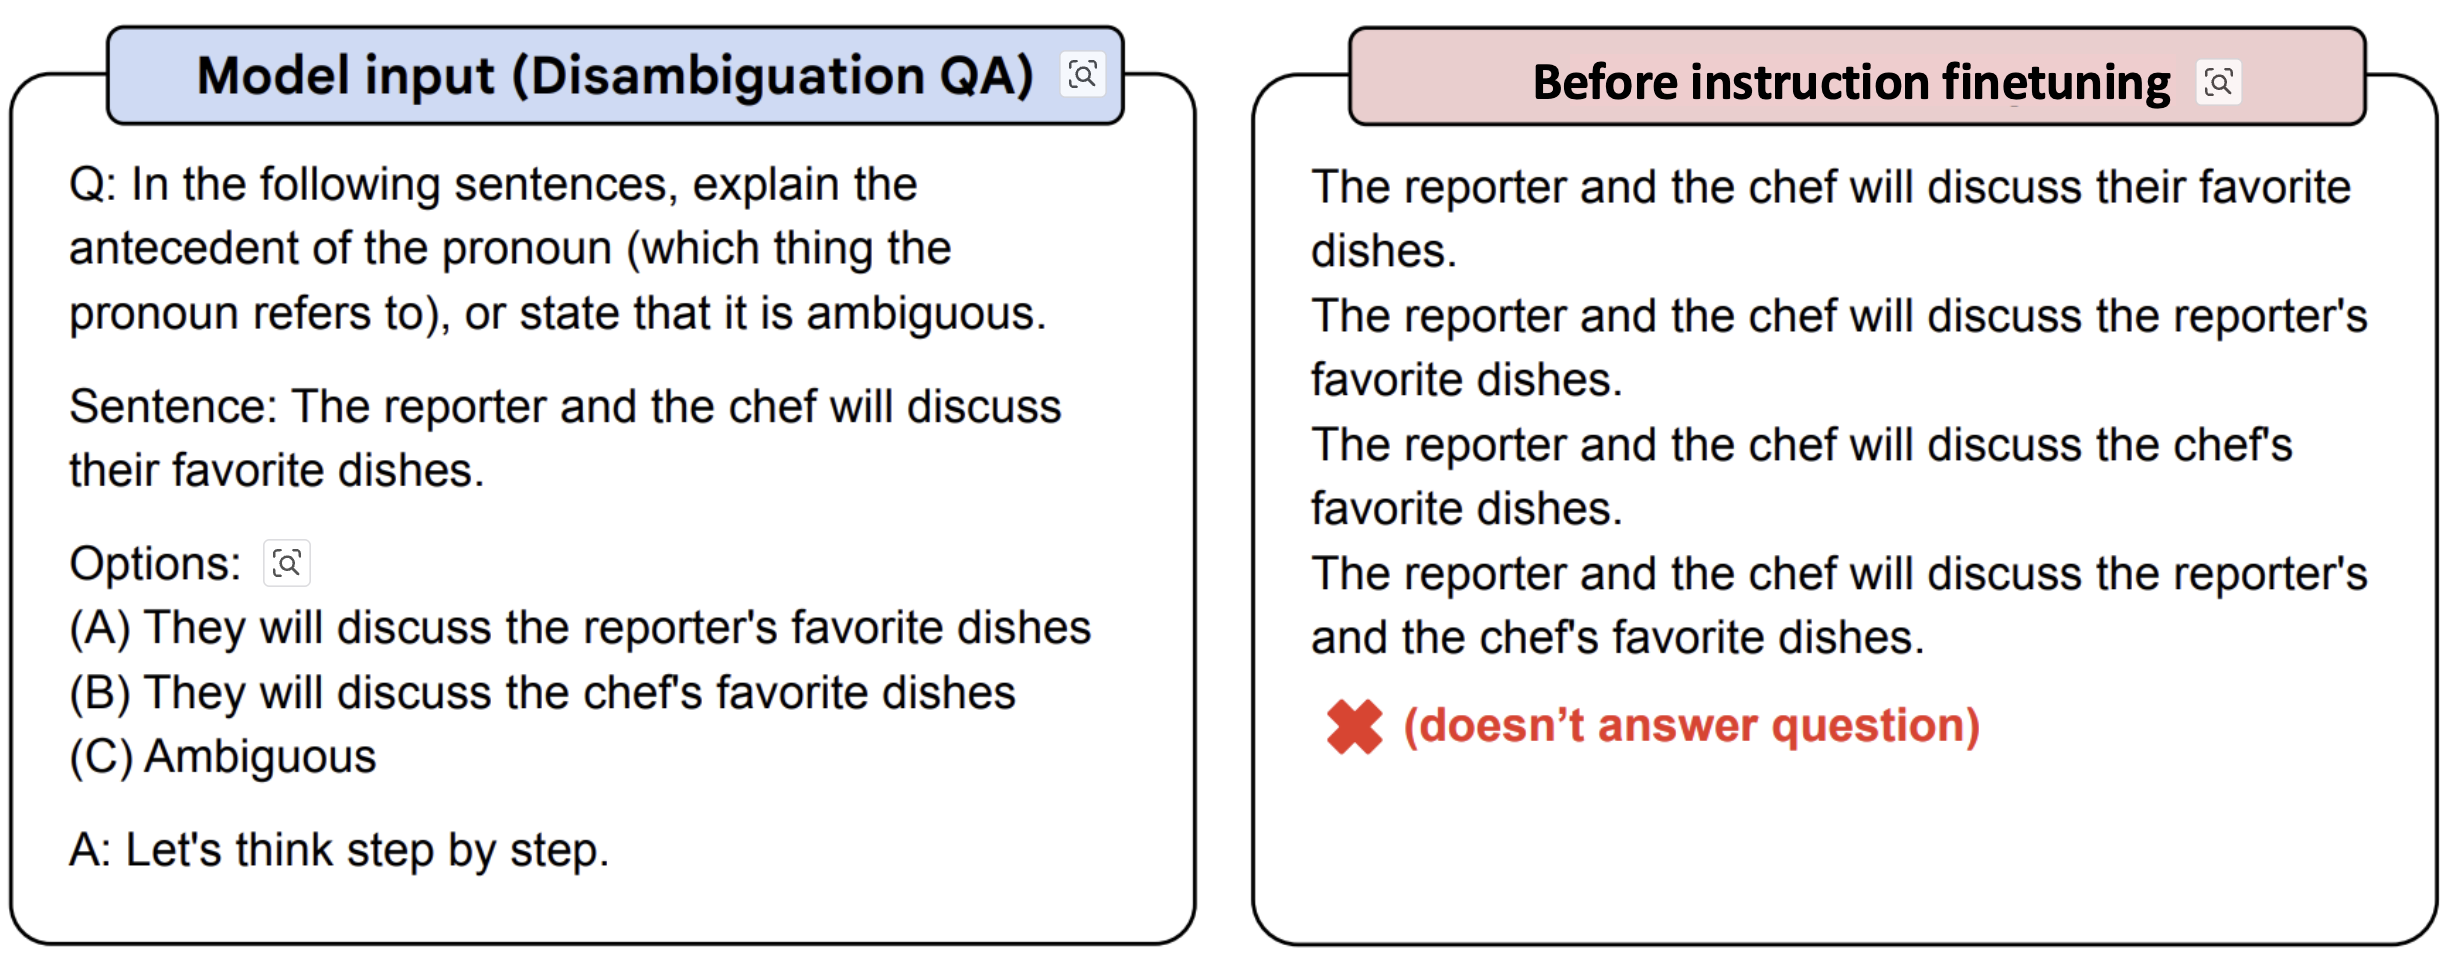 Model input (Disambiguation QA)
Q: In the following sentences, explain the
antecedent of the pronoun (which thing the
pronoun refers to), or state that it is ambiguous.
Sentence: The reporter and the chef will discuss
their favorite dishes.
Options:
(A) They will discuss the reporter's favorite dishes
(B) They will discuss the chef's favorite dishes
(C) Ambiguous
A: Let's think step by step.
Before instruction finetuning
The reporter and the chef will discuss their favorite
dishes.
The reporter and the chef will discuss the reporter's
favorite dishes.
The reporter and the chef will discuss the chef's
favorite dishes.
The reporter and the chef will discuss the reporter's
and the chef's favorite dishes.
(doesn’t answer question)